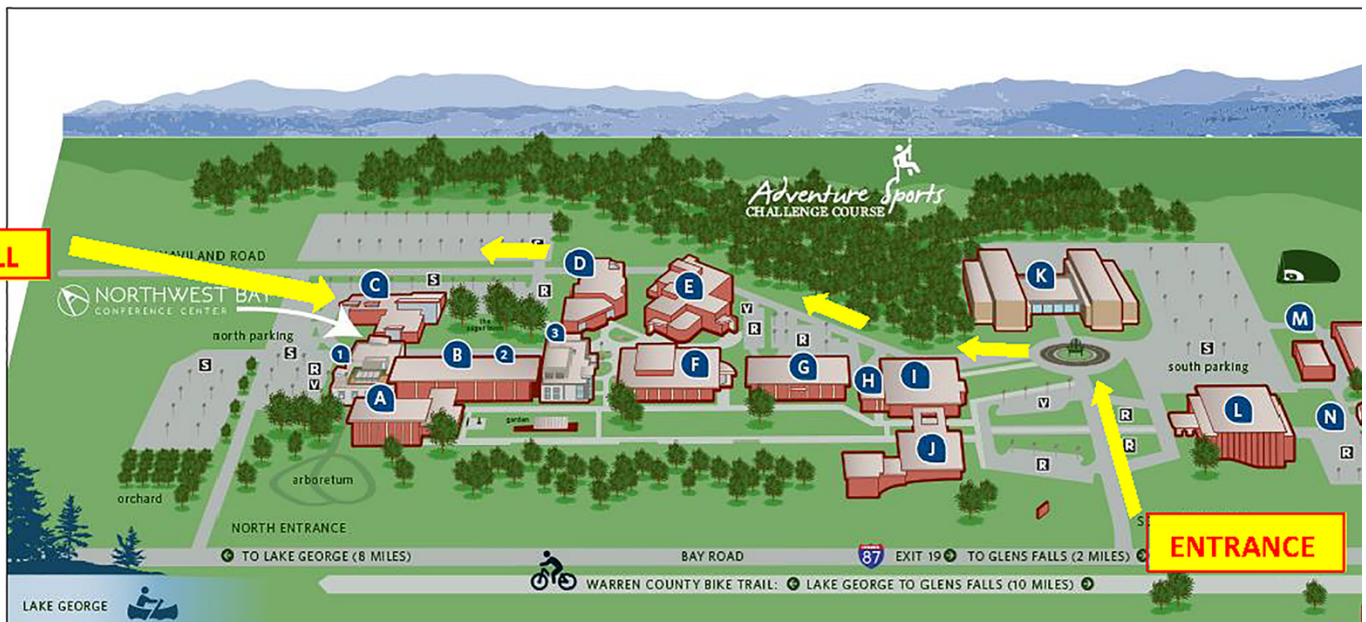 Adventure Sports
CHALLENGE COURSE
LL
HAVILAND ROAD
S
D
C
S
R
E
K
NORTHWEST BAY
CONFERENCE CENTER
the
V
R
R
M
north parking
1
S
S
R
V
B
2
3
F
G
H
I
S
south parking
A
garden
V
R
L
N
R
J
R
R
arboretum
orchard
NORTH ENTRANCE
ENTRANCE
TO LAKE GEORGE (8 MILES)
BAY ROAD
87
EXIT 19
TO GLENS FALLS (2 MILES)
WARREN COUNTY BIKE TRAIL:
LAKE GEORGE TO GLENS FALLS (10 MILES)
LAKE GEORGE